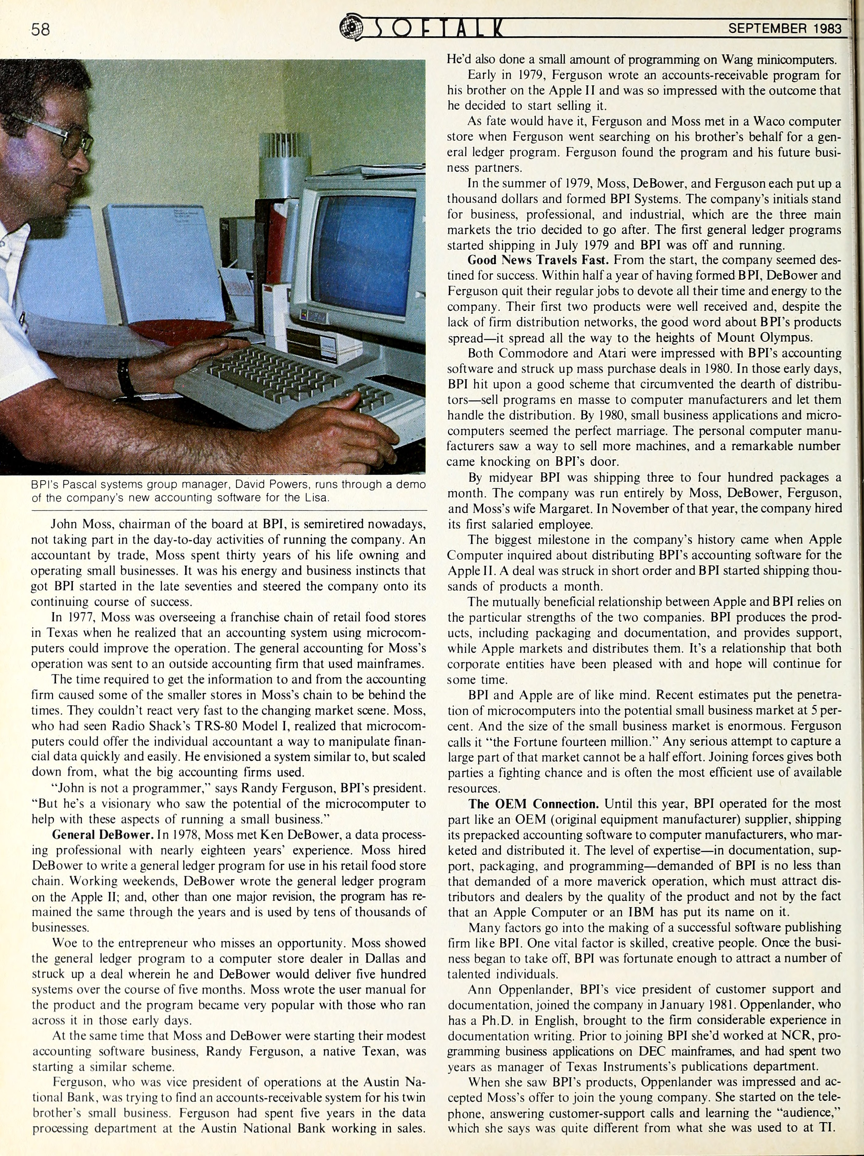 58
SOFTALK
SEPTEMBER 1983
BPI's Pascal systems group manager, David Powers, runs through a demo
of the company's new accounting software for the Lisa.
John Moss, chairman of the board at BPI, is semiretired nowadays,
not taking part in the day-to-day activities of running the company. An
accountant by trade, Moss spent thirty years of his life owning and
operating small businesses. It was his energy and business instincts that
got BPI started in the late seventies and steered the company onto its
continuing course of success.
In 1977, Moss was overseeing a franchise chain of retail food stores
in Texas when he realized that an accounting system using microcom-
puters could improve the operation. The general accounting for Moss's
operation was sent to an outside accounting firm that used mainframes.
The time required to get the information to and from the accounting
firm caused some of the smaller stores in Moss's chain to be behind the
times. They couldn't react very fast to the changing market scene. Moss,
who had seen Radio Shack's TRS-80 Model I, realized that microcom-
puters could offer the individual accountant a way to manipulate finan-
cial data quickly and easily. He envisioned a system similar to, but scaled
down from, what the big accounting firms used.
"John is not a programmer," says Randy Ferguson, BPI's president.
"But he's a visionary who saw the potential of the microcomputer to
help with these aspects of running a small business."
General DeBower. In 1978, Moss met Ken DeBower, a data process-
ing professional with nearly eighteen years' experience. Moss hired
DeBower to write a general ledger program for use in his retail food store
chain. Working weekends, DeBower wrote the general ledger program
on the Apple II; and, other than one major revision, the program has re-
mained the same through the years and is used by tens of thousands of
businesses.
Woe to the entrepreneur who misses an opportunity. Moss showed
the general ledger program to a computer store dealer in Dallas and
struck up a deal wherein he and DeBower would deliver five hundred
systems over the course of five months. Moss wrote the user manual for
the product and the program became very popular with those who ran
across it in those early days.
At the same time that Moss and DeBower were starting their modest
accounting software business, Randy Ferguson, a native Texan, was
starting a similar scheme.
Ferguson, who was vice president of operations at the Austin Na-
tional Bank, was trying to find an accounts-receivable system for his twin
brother's small business. Ferguson had spent five years in the data
processing department at the Austin National Bank working in sales.
He'd also done a small amount of programming on Wang minicomputers.
Early in 1979, Ferguson wrote an accounts-receivable program for
his brother on the Apple II and was so impressed with the outcome that
he decided to start selling it.
As fate would have it, Ferguson and Moss met in a Waco computer
store when Ferguson went searching on his brother's behalf for a gen-
eral ledger program. Ferguson found the program and his future busi-
ness partners.
In the summer of 1979, Moss, DeBower, and Ferguson each put up a
thousand dollars and formed BPI Systems. The company's initials stand
for business, professional, and industrial, which are the three main
markets the trio decided to go after. The first general ledger programs
started shipping in July 1979 and BPI was off and running.
Good News Travels Fast. From the start, the company seemed des-
tined for success. Within half a year of having formed BPI, DeBower and
Ferguson quit their regular jobs to devote all their time and energy to the
company. Their first two products were well received and, despite the
lack of firm distribution networks, the good word about BPI's products
spread—it spread all the way to the heights of Mount Olympus.
Both Commodore and Atari were impressed with BPI's accounting
software and struck up mass purchase deals in 1980. In those early days,
BPI hit upon a good scheme that circumvented the dearth of distribu-
tors—sell programs en masse to computer manufacturers and let them
handle the distribution. By 1980, small business applications and micro-
computers seemed the perfect marriage. The personal computer manu-
facturers saw a way to sell more machines, and a remarkable number
came knocking on BPI's door.
By midyear BPI was shipping three to four hundred packages a
month. The company was run entirely by Moss, DeBower, Ferguson,
and Moss's wife Margaret. In November of that year, the company hired
its first salaried employee.
The biggest milestone in the company's history came when Apple
Computer inquired about distributing BPI's accounting software for the
Apple II. A deal was struck in short order and BPI started shipping thou-
sands of products a month.
The mutually beneficial relationship between Apple and BPI relies on
the particular strengths of the two companies. BPI produces the prod-
ucts, including packaging and documentation, and provides support,
while Apple markets and distributes them. It's a relationship that both
corporate entities have been pleased with and hope will continue for
some time.
BPI and Apple are of like mind. Recent estimates put the penetra-
tion of microcomputers into the potential small business market at 5 per-
cent. And the size of the small business market is enormous. Ferguson
calls it "the Fortune fourteen million." Any serious attempt to capture a
large part of that market cannot be a half effort. Joining forces gives both
parties a fighting chance and is often the most efficient use of available
resources.
The OEM Connection. Until this year, BPI operated for the most
part like an OEM (original equipment manufacturer) supplier, shipping
its prepacked accounting software to computer manufacturers, who mar-
keted and distributed it. The level of expertise—in documentation, sup-
port, packaging, and programming—demanded of BPI is no less than
that demanded of a more maverick operation, which must attract dis-
tributors and dealers by the quality of the product and not by the fact
that an Apple Computer or an IBM has put its name on it.
Many factors go into the making of a successful software publishing
firm like BPI. One vital factor is skilled, creative people. Once the busi-
ness began to take off, BPI was fortunate enough to attract a number of
talented individuals.
Ann Oppenlander, BPI's vice president of customer support and
documentation, joined the company in January 1981. Oppenlander, who
has a Ph.D. in English, brought to the firm considerable experience in
documentation writing. Prior to joining BPI she'd worked at NCR, pro-
gramming business applications on DEC mainframes, and had spent two
years as manager of Texas Instruments's publications department.
When she saw BPI's products, Oppenlander was impressed and ac-
cepted Moss's offer to join the young company. She started on the tele-
phone, answering customer-support calls and learning the "audience,"
which she says was quite different from what she was used to at TI.